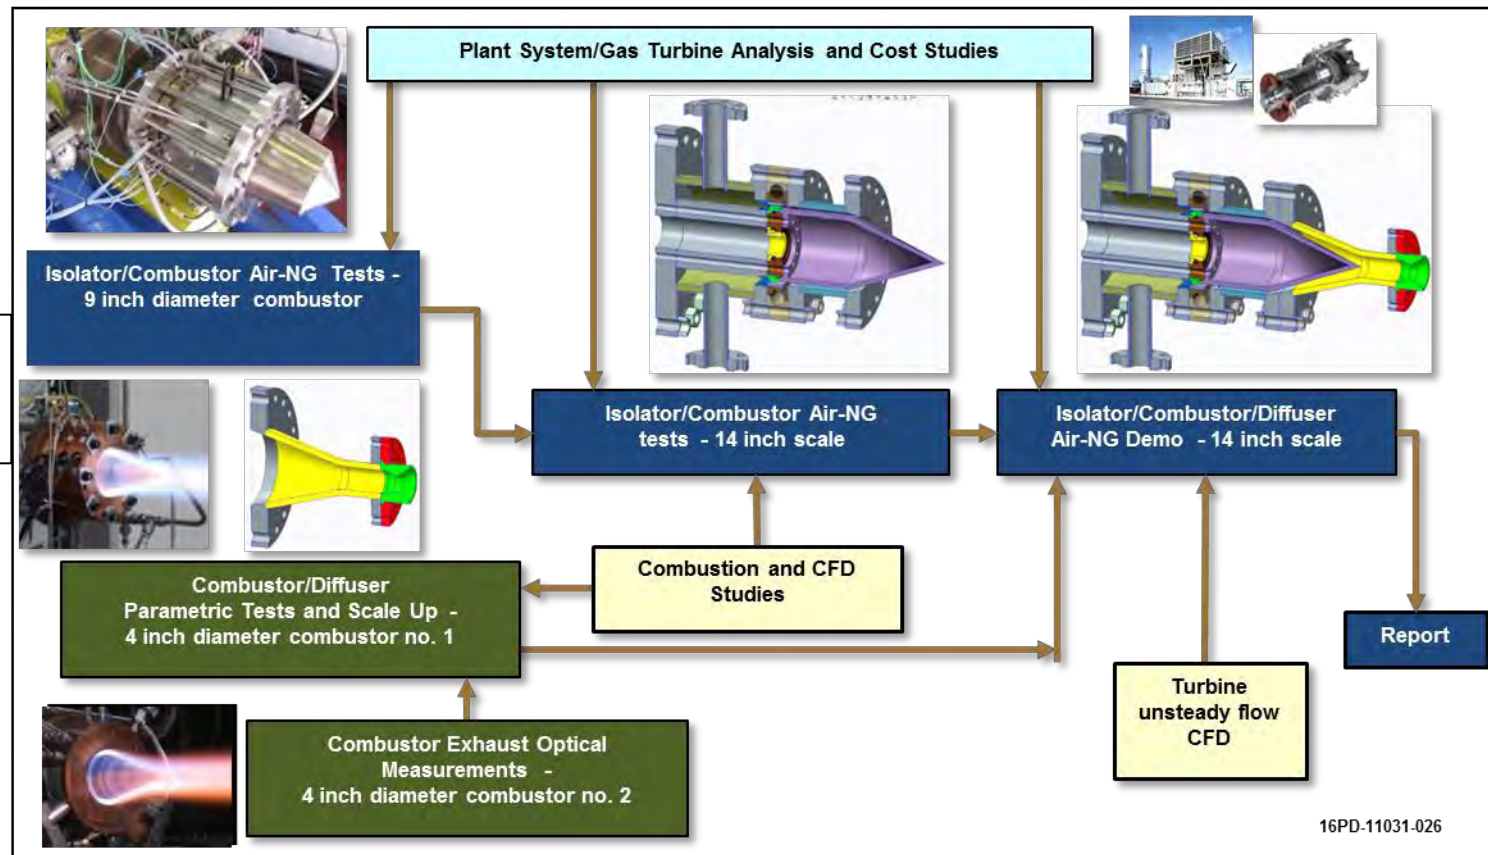 Plant System/Gas Turbine Analysis and Cost Studies
Isolator/Combustor Air-NG Tests -
9 inch diameter combustor
Isolator/Combustor Air-NG
tests - 14 inch scale
Isolator/Combustor/Diffuser
Air-NG Demo - 14 inch scale
Combustor/Diffuser
Parametric Tests and Scale Up -
4 inch diameter combustor no. 1
Combustion and CFD
Studies
Report
Turbine
unsteady flow
CFD
Combustor Exhaust Optical
Measurements -
4 inch diameter combustor no. 2
16PD-11031-026